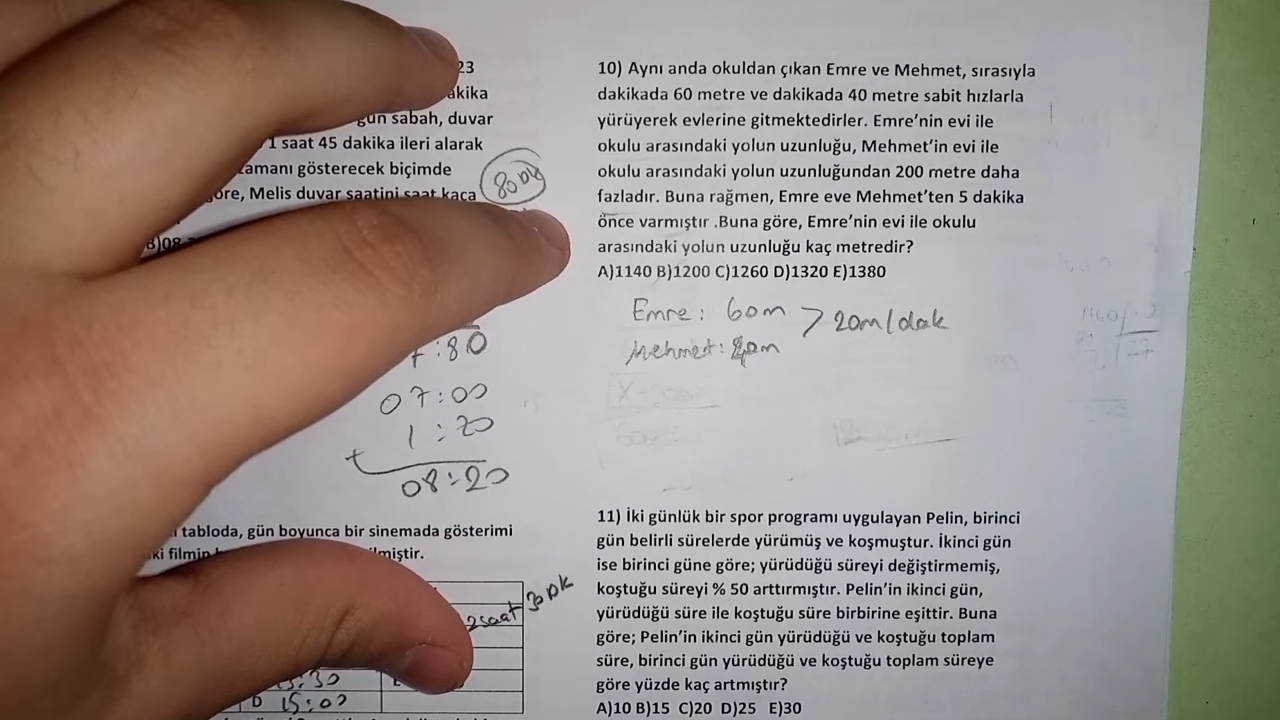 23
akika
gün sabah, duvar
1 saat 45 dakika ileri alarak
zamanı gösterecek biçimde
göre, Melis duvar saatini saat kaça
B)08
:80
07:00
1:20
+
08:20
tabloda, gün boyunca bir sinemada gösterimi
ki filmin
ilmiştir.
2 saat 30 dk
13:30
D 15:00
10) Aynı anda okuldan çıkan Emre ve Mehmet, sırasıyla
dakikada 60 metre ve dakikada 40 metre sabit hızlarla
yürüyerek evlerine gitmektedirler. Emre’nin evi ile
okulu arasındaki yolun uzunluğu, Mehmet’in evi ile
okulu arasındaki yolun uzunluğundan 200 metre daha
fazladır. Buna rağmen, Emre eve Mehmet’ten 5 dakika
önce varmıştır .Buna göre, Emre’nin evi ile okulu
arasındaki yolun uzunluğu kaç metredir?
A)1140 B)1200 C)1260 D)1320 E)1380
Emre: 60m > 20m/dak
Mehmet: 40m
11) İki günlük bir spor programı uygulayan Pelin, birinci
gün belirli sürelerde yürümüş ve koşmuştur. İkinci gün
ise birinci güne göre; yürüdüğü süreyi değiştirmemiş,
koştuğu süreyi % 50 arttırmıştır. Pelin’in ikinci gün,
yürüdüğü süre ile koştuğu süre birbirine eşittir. Buna
göre; Pelin’in ikinci gün yürüdüğü ve koştuğu toplam
süre, birinci gün yürüdüğü ve koştuğu toplam süreye
göre yüzde kaç artmıştır?
A)10 B)15 C)20 D)25 E)30